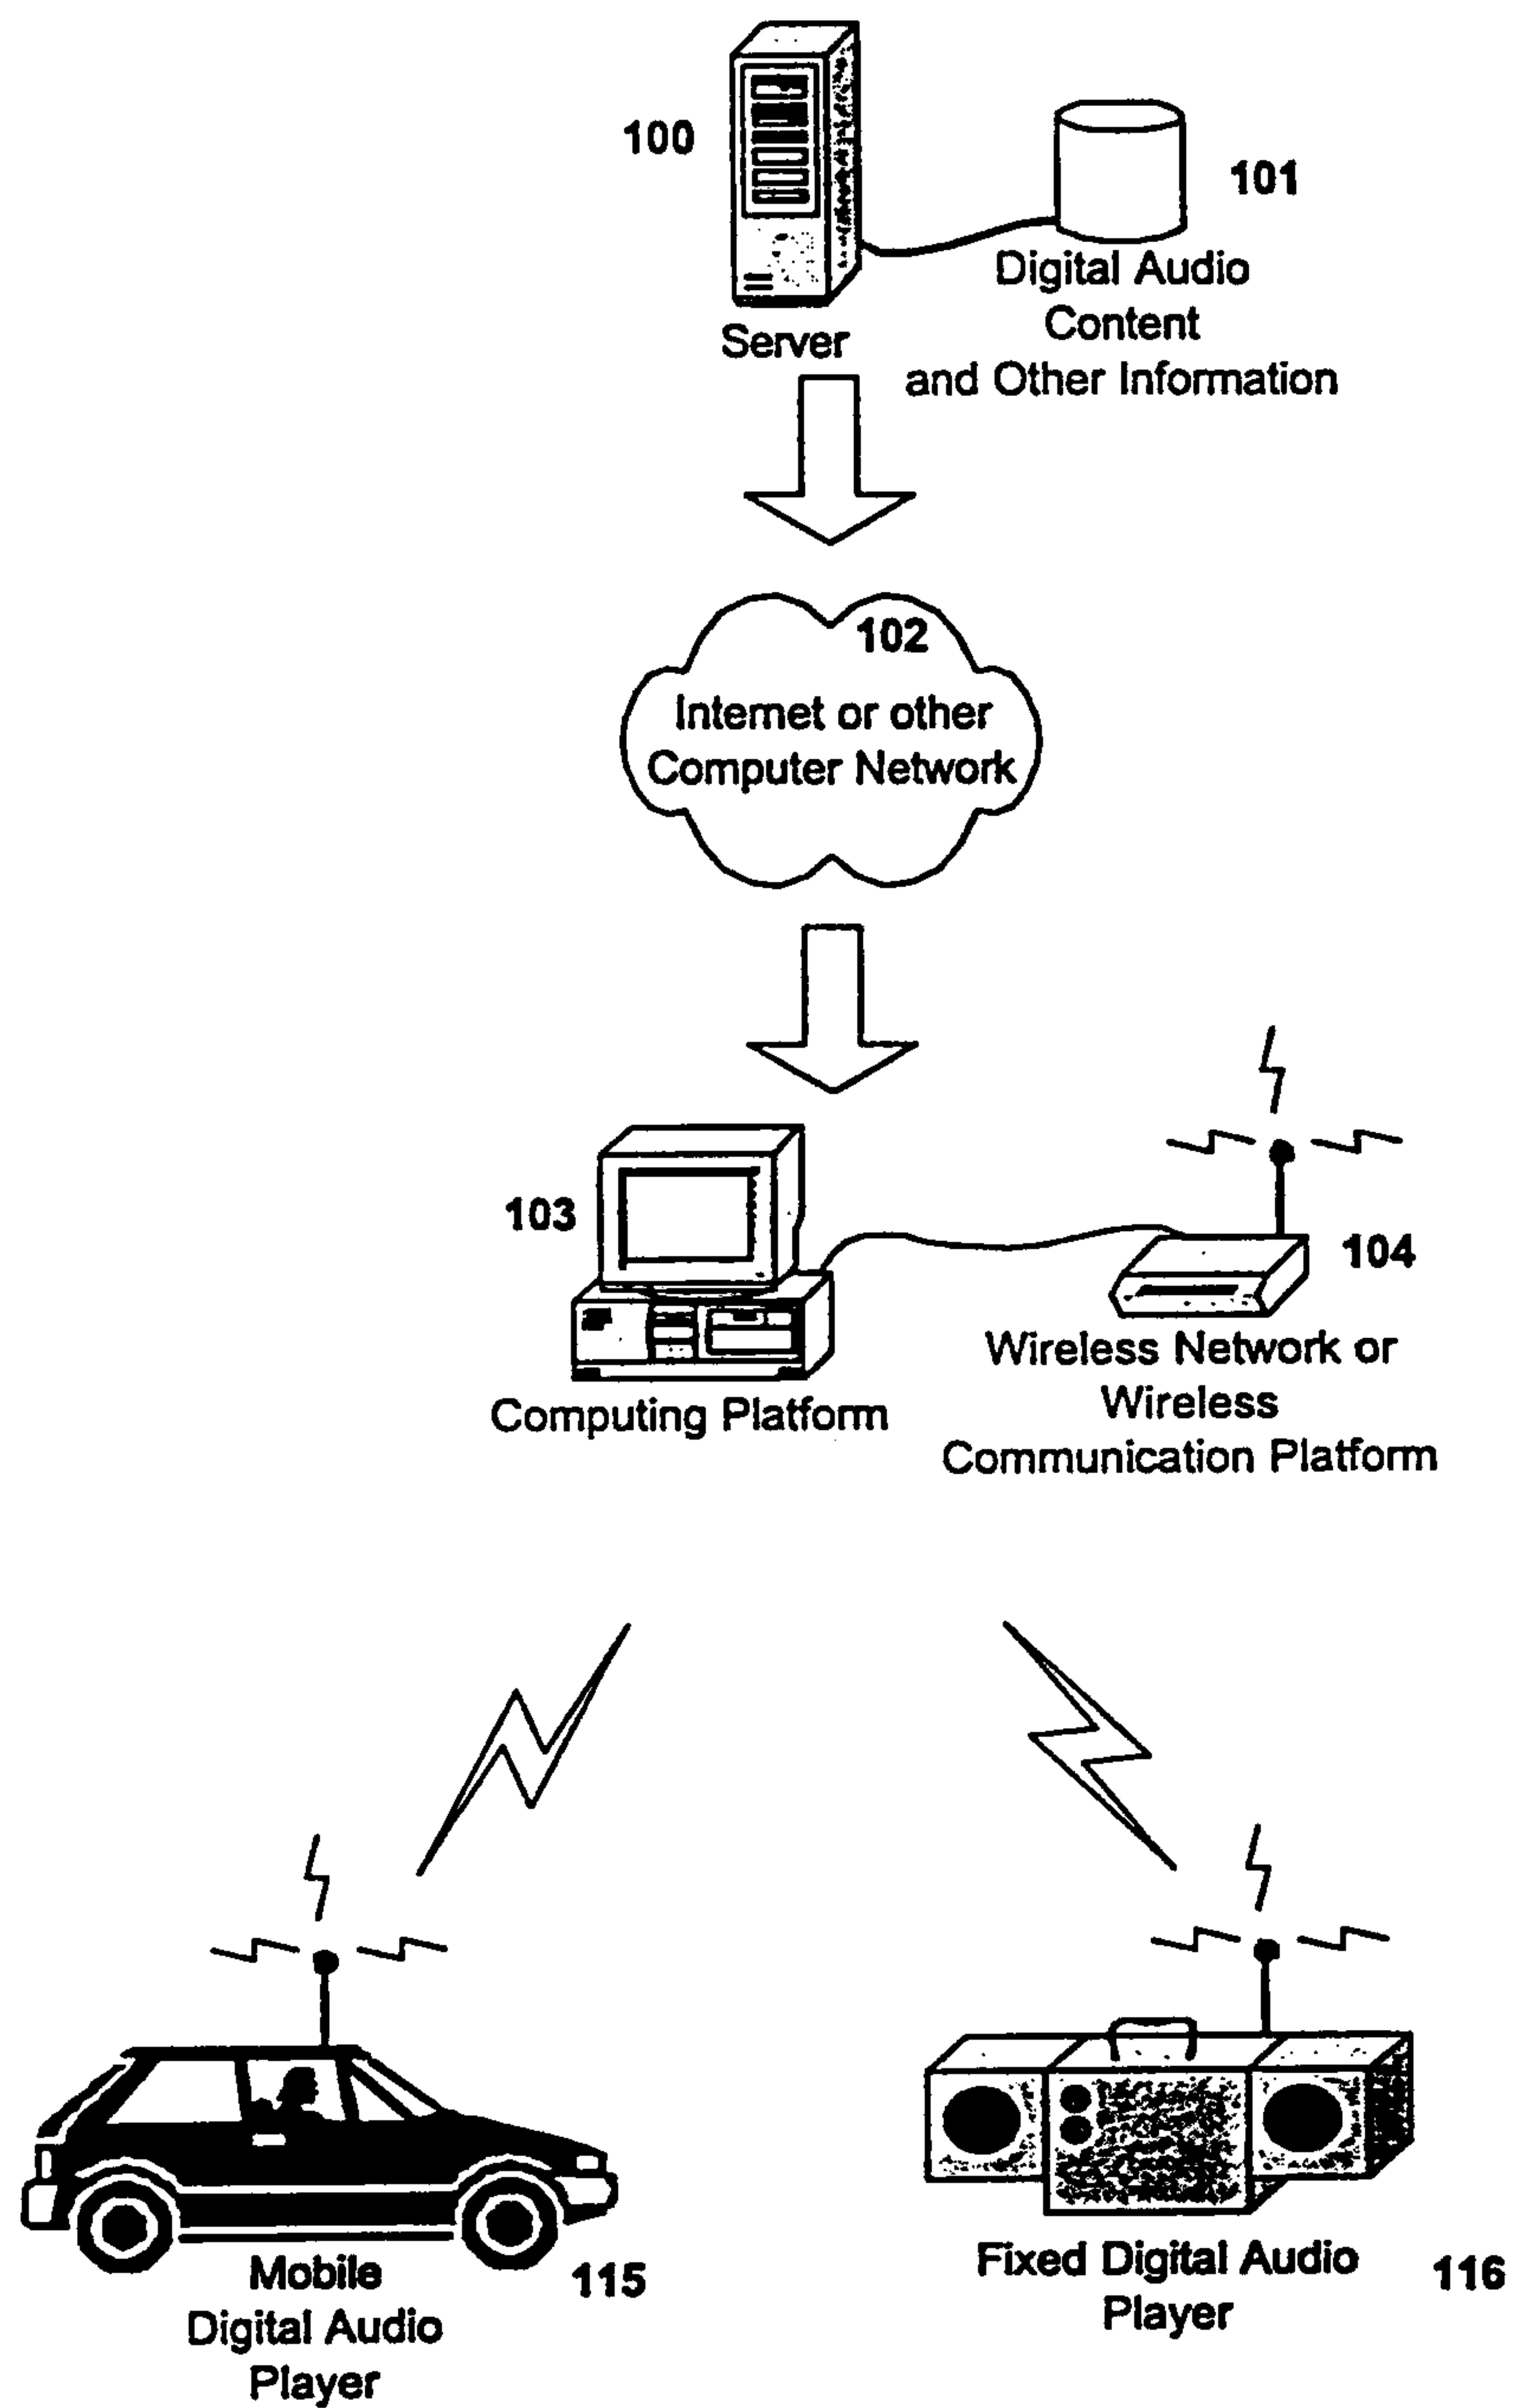 100
101
Digital Audio
Content
and Other Information
Server
102
Internet or other
Computer Network
103
104
Wireless Network or
Wireless
Communication Platform
Computing Platform
Mobile
Digital Audio
Player
115
Fixed Digital Audio
Player
116